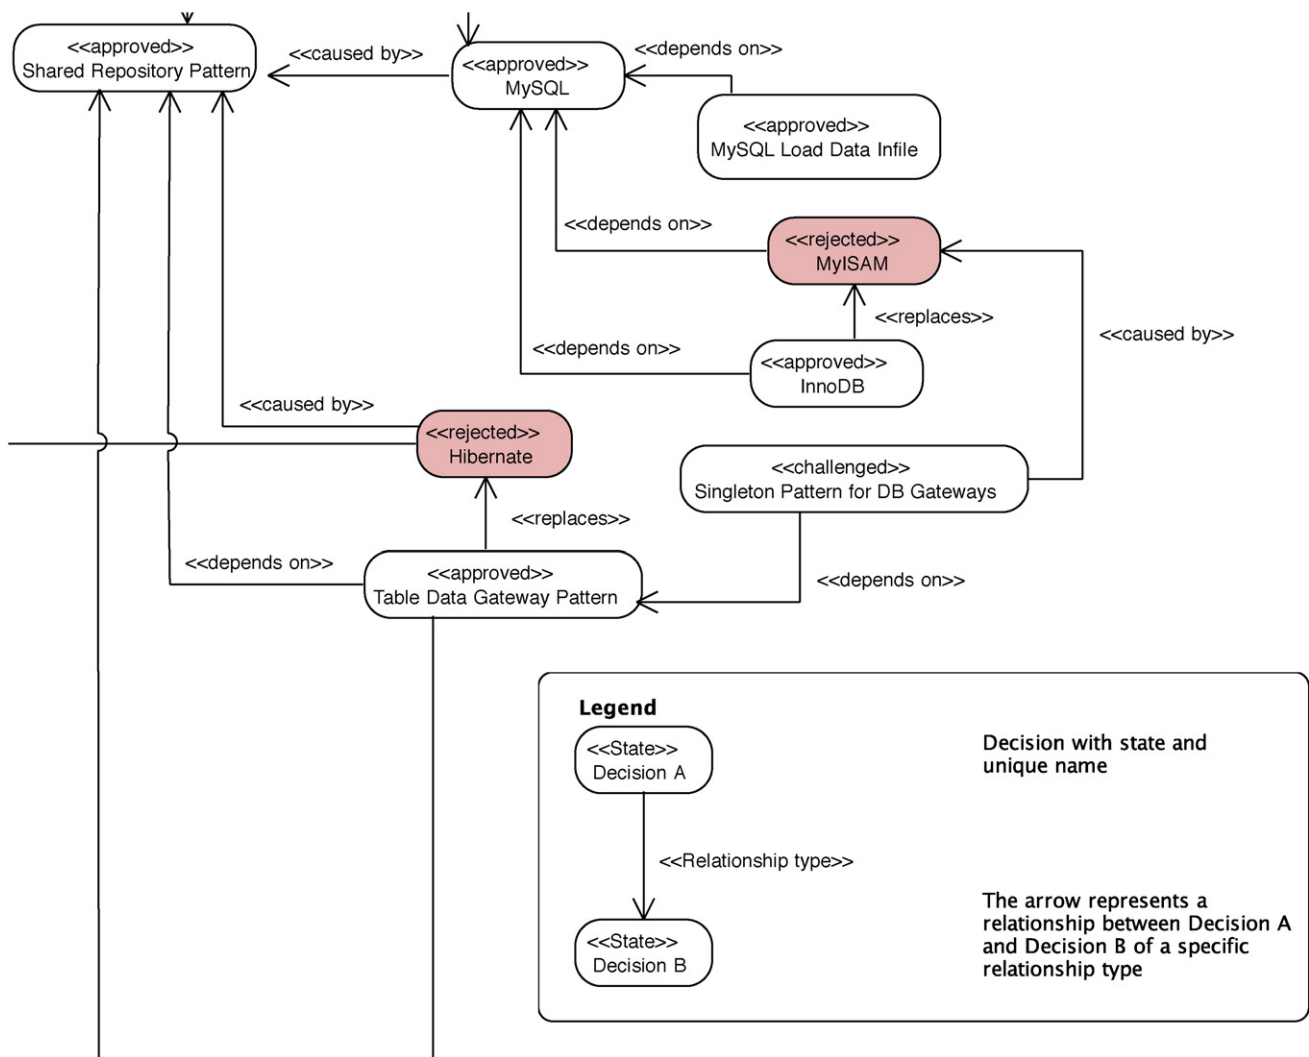 <<approved>>
Shared Repository Pattern
<<caused by>>
<<approved>>
MySQL
<<depends on>>
<<approved>>
MySQL Load Data Infile
<<depends on>>
<<rejected>>
MyISAM
<<replaces>>
<<caused by>>
<<depends on>>
<<approved>>
InnoDB
<<caused by>>
<<rejected>>
Hibernate
<<challenged>>
Singleton Pattern for DB Gateways
<<replaces>>
<<depends on>>
<<approved>>
Table Data Gateway Pattern
<<depends on>>
Legend
<<State>>
Decision A
Decision with state and
unique name
<<Relationship type>>
<<State>>
Decision B
The arrow represents a
relationship between Decision A
and Decision B of a specific
relationship type